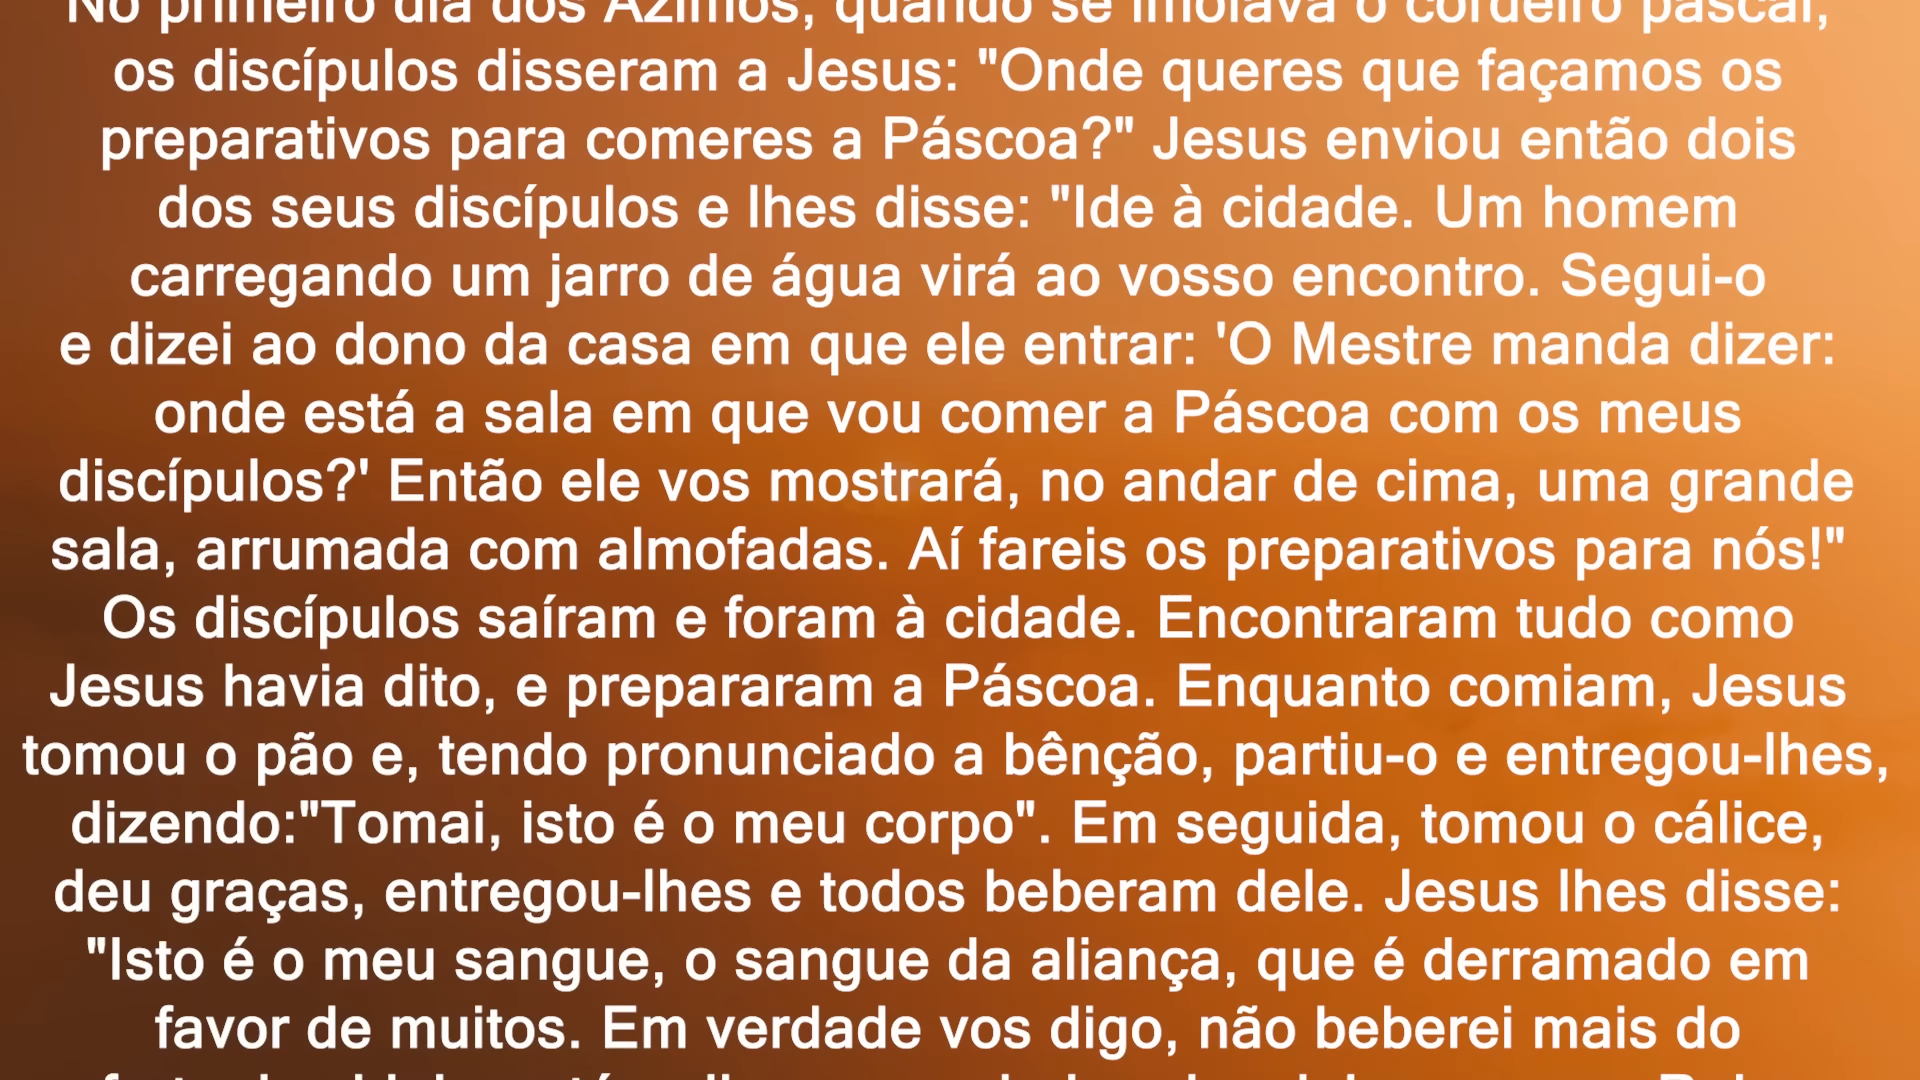 No primeiro dia dos Ázimos, quando se imolava o cordeiro pascal,
os discípulos disseram a Jesus: "Onde queres que façamos os
preparativos para comeres a Páscoa?" Jesus enviou então dois
dos seus discípulos e lhes disse: "Ide à cidade. Um homem
carregando um jarro de água virá ao vosso encontro. Segui-o
e dizei ao dono da casa em que ele entrar: 'O Mestre manda dizer:
onde está a sala em que vou comer a Páscoa com os meus
discípulos?' Então ele vos mostrará, no andar de cima, uma grande
sala, arrumada com almofadas. Aí fareis os preparativos para nós!"
Os discípulos saíram e foram à cidade. Encontraram tudo como
Jesus havia dito, e prepararam a Páscoa. Enquanto comiam, Jesus
tomou o pão e, tendo pronunciado a bênção, partiu-o e entregou-lhes,
dizendo:"Tomai, isto é o meu corpo". Em seguida, tomou o cálice,
deu graças, entregou-lhes e todos beberam dele. Jesus lhes disse:
"Isto é o meu sangue, o sangue da aliança, que é derramado em
favor de muitos. Em verdade vos digo, não beberei mais do